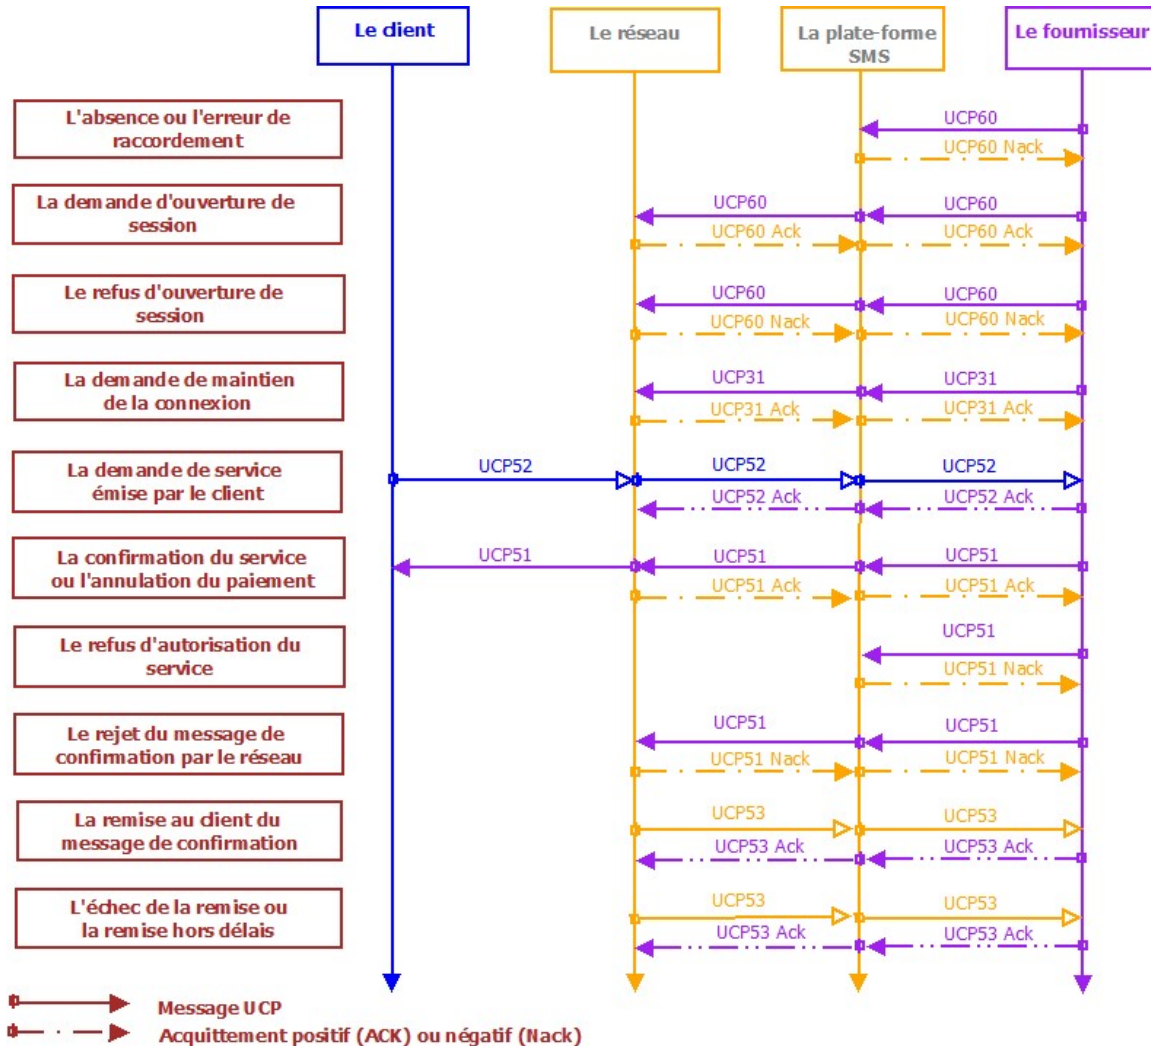 Le client
Le réseau
La plate-forme
SMS
Le fournisseur
L'absence ou l'erreur de
raccordement
UCP60
UCP60 Nack
La demande d'ouverture de
session
UCP60
UCP60
UCP60 Ack
UCP60 Ack
Le refus d'ouverture de
session
UCP60
UCP60
UCP60 Nack
UCP60 Nack
La demande de maintien
de la connexion
UCP31
UCP31
UCP31 Ack
UCP31 Ack
La demande de service
émise par le client
UCP52
UCP52
UCP52
UCP52 Ack
UCP52 Ack
La confirmation du service
ou l'annulation du paiement
UCP51
UCP51
UCP51
UCP51 Ack
UCP51 Ack
Le refus d'autorisation du
service
UCP51
UCP51 Nack
Le rejet du message de
confirmation par le réseau
UCP51
UCP51
UCP51 Nack
UCP51 Nack
La remise au client du
message de confirmation
UCP53
UCP53
UCP53 Ack
UCP53 Ack
L'échec de la remise ou
la remise hors délais
UCP53
UCP53
UCP53 Ack
UCP53 Ack
Message UCP
Acquittement positif (ACK) ou négatif (Nack)